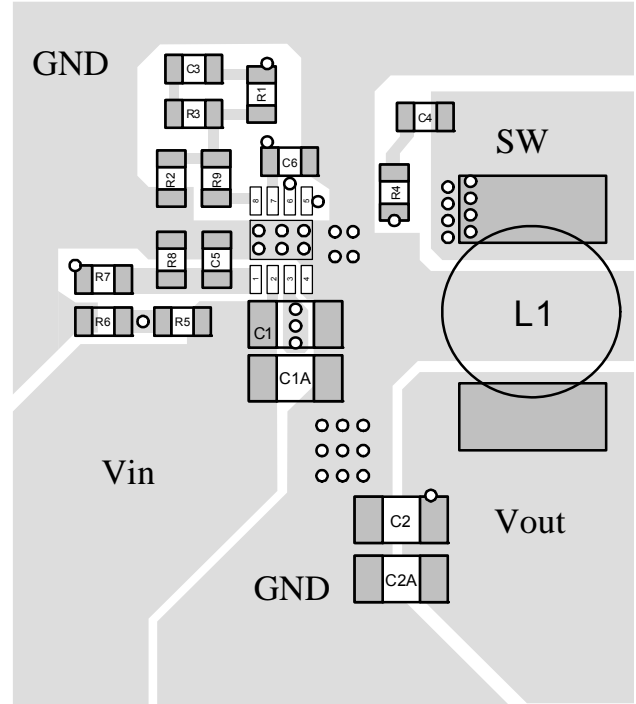 GND
C3
R1
R3
C4
SW
C6
R2
R9
R4
8 7 6 5
R8
C5
R7
1 2 3 4
R6
R5
C1
L1
C1A
Vin
C2
Vout
GND
C2A